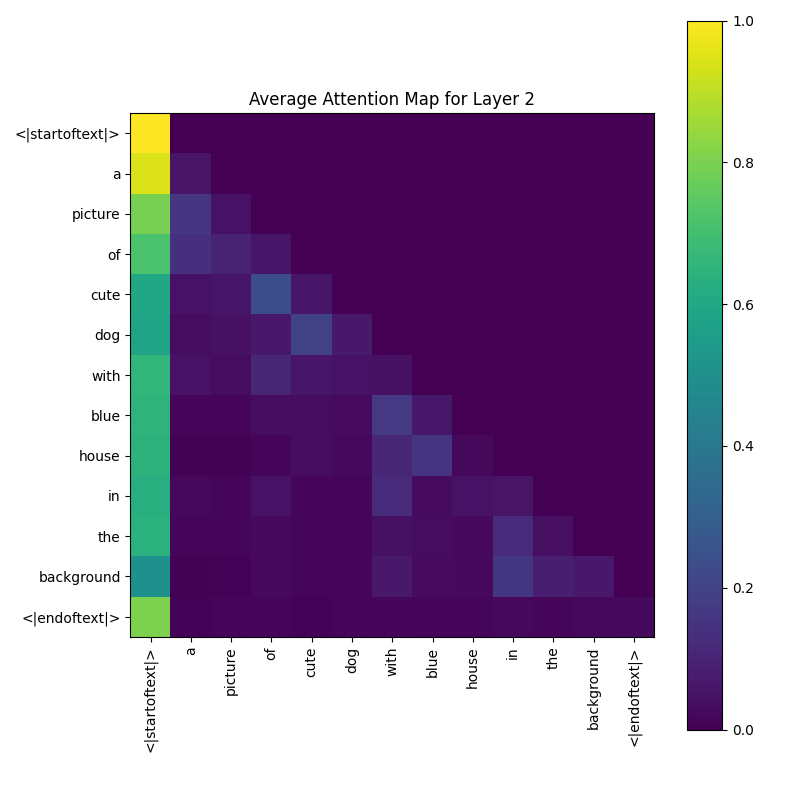 Average Attention Map for Layer 2
<|startoftext|>
a
picture
of
cute
dog
with
blue
house
in
the
background
<|endoftext|>
<|startoftext|>
a
picture
of
cute
dog
with
blue
house
in
the
background
<|endoftext|>
1.0
0.8
0.6
0.4
0.2
0.0